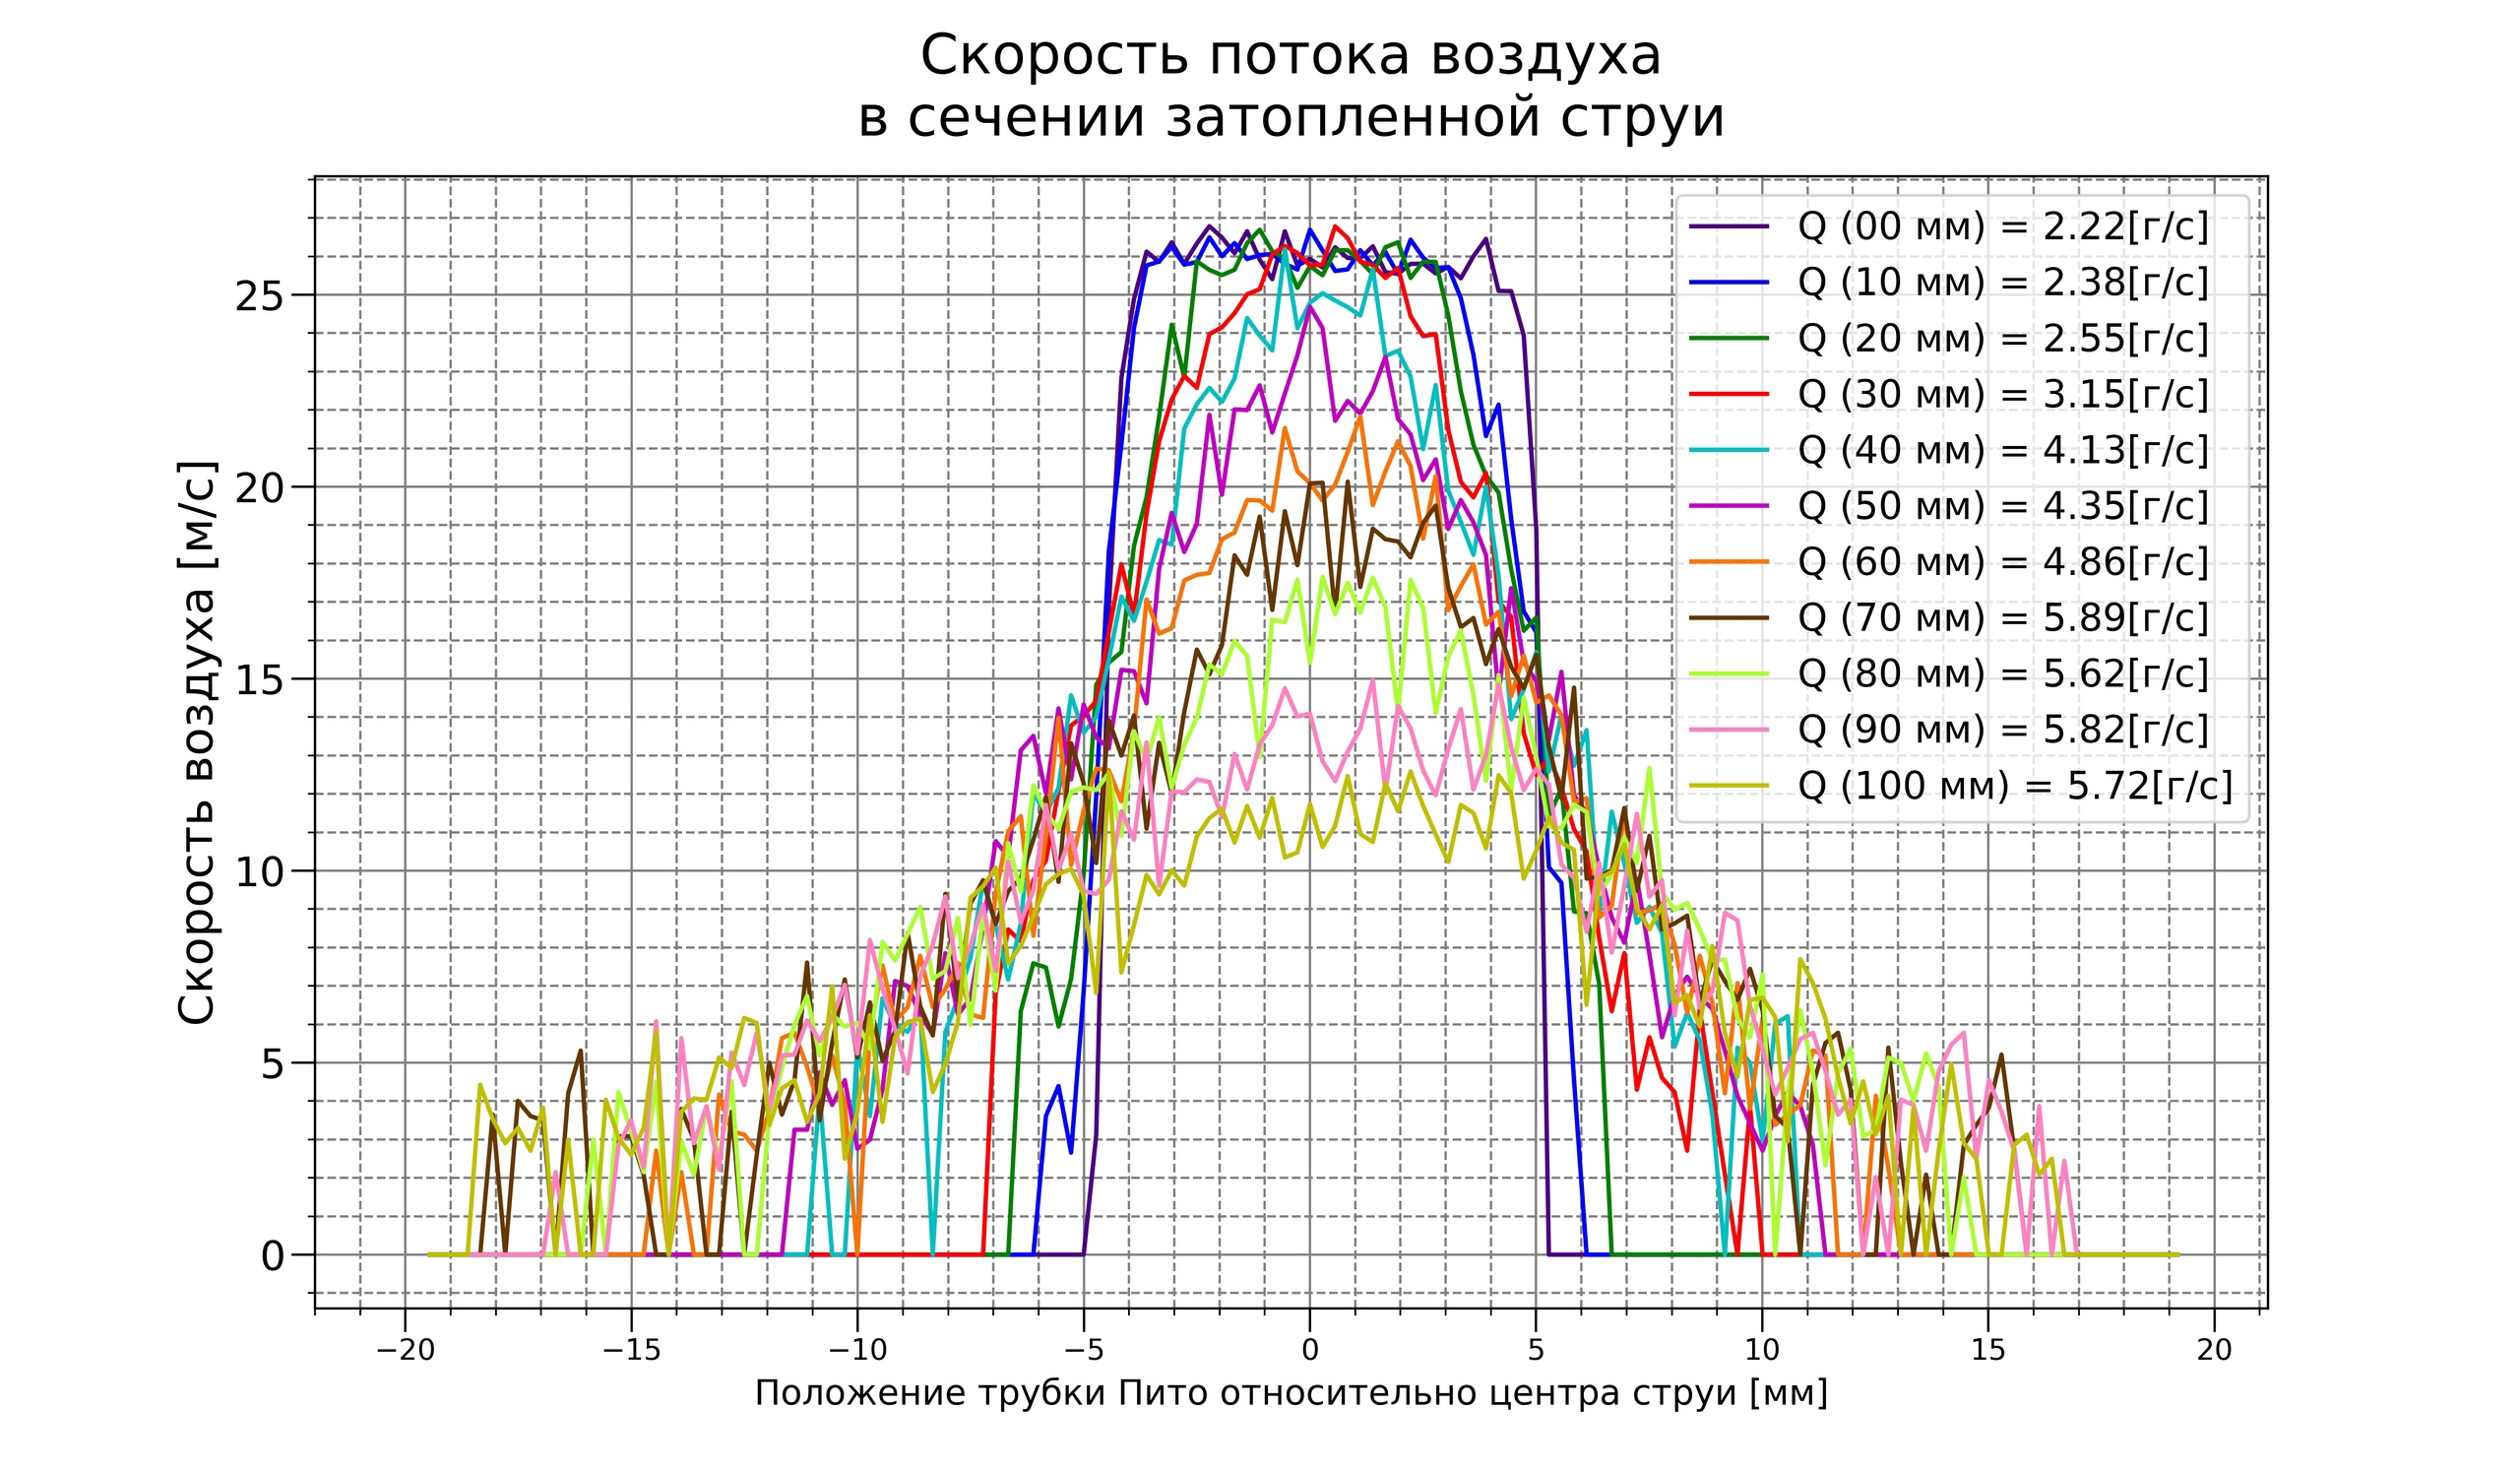 Скорость потока воздуха
в сечении затопленной струи
Скорость воздуха [м/с]
25
20
15
10
5
0
Q (00 мм) = 2.22[г/с]
Q (10 мм) = 2.38[г/с]
Q (20 мм) = 2.55[г/с]
Q (30 мм) = 3.15[г/с]
Q (40 мм) = 4.13[г/с]
Q (50 мм) = 4.35[г/с]
Q (60 мм) = 4.86[г/с]
Q (70 мм) = 5.89[г/с]
Q (80 мм) = 5.62[г/с]
Q (90 мм) = 5.82[г/с]
Q (100 мм) = 5.72[г/с]
−20 −15 −10 −5 0 5 10 15 20
Положение трубки Пито относительно центра струи [мм]